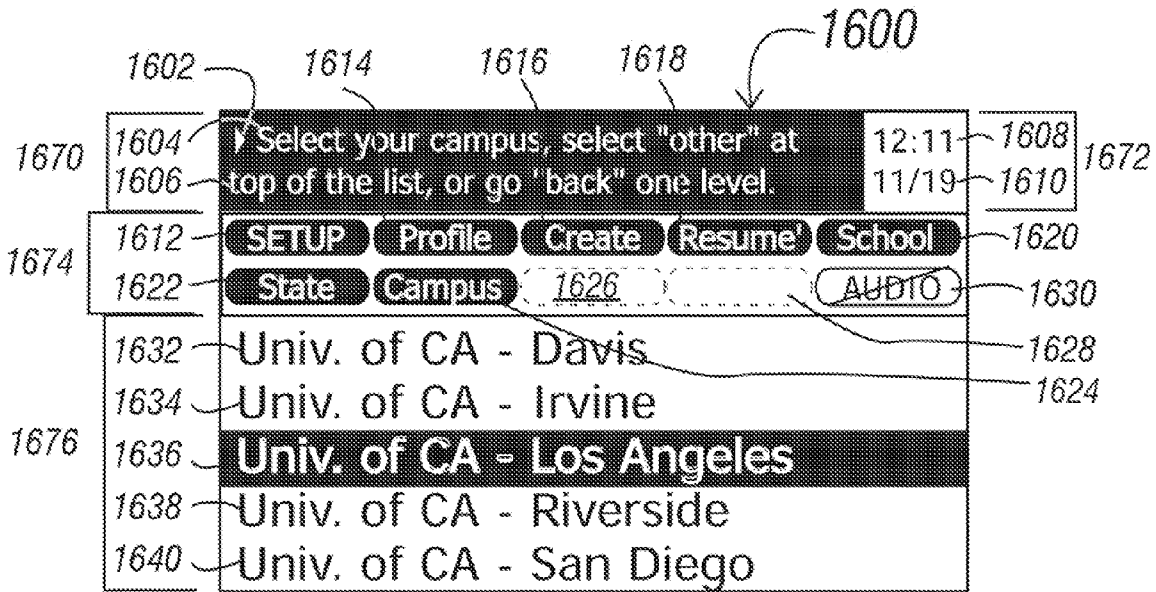 1600
1602 1614 1616 1618
1670 1604 Select your campus, select "other" at 12:11 1608 1672
1606 top of the list, or go "back" one level. 11/19 1610
1674 1612 SETUP Profile Create Resume' School 1620
1622 State Campus 1626 AUDIO 1630
1632 Univ. of CA - Davis 1628
1634 Univ. of CA - Irvine 1624
1676 1636 Univ. of CA - Los Angeles
1638 Univ. of CA - Riverside
1640 Univ. of CA - San Diego